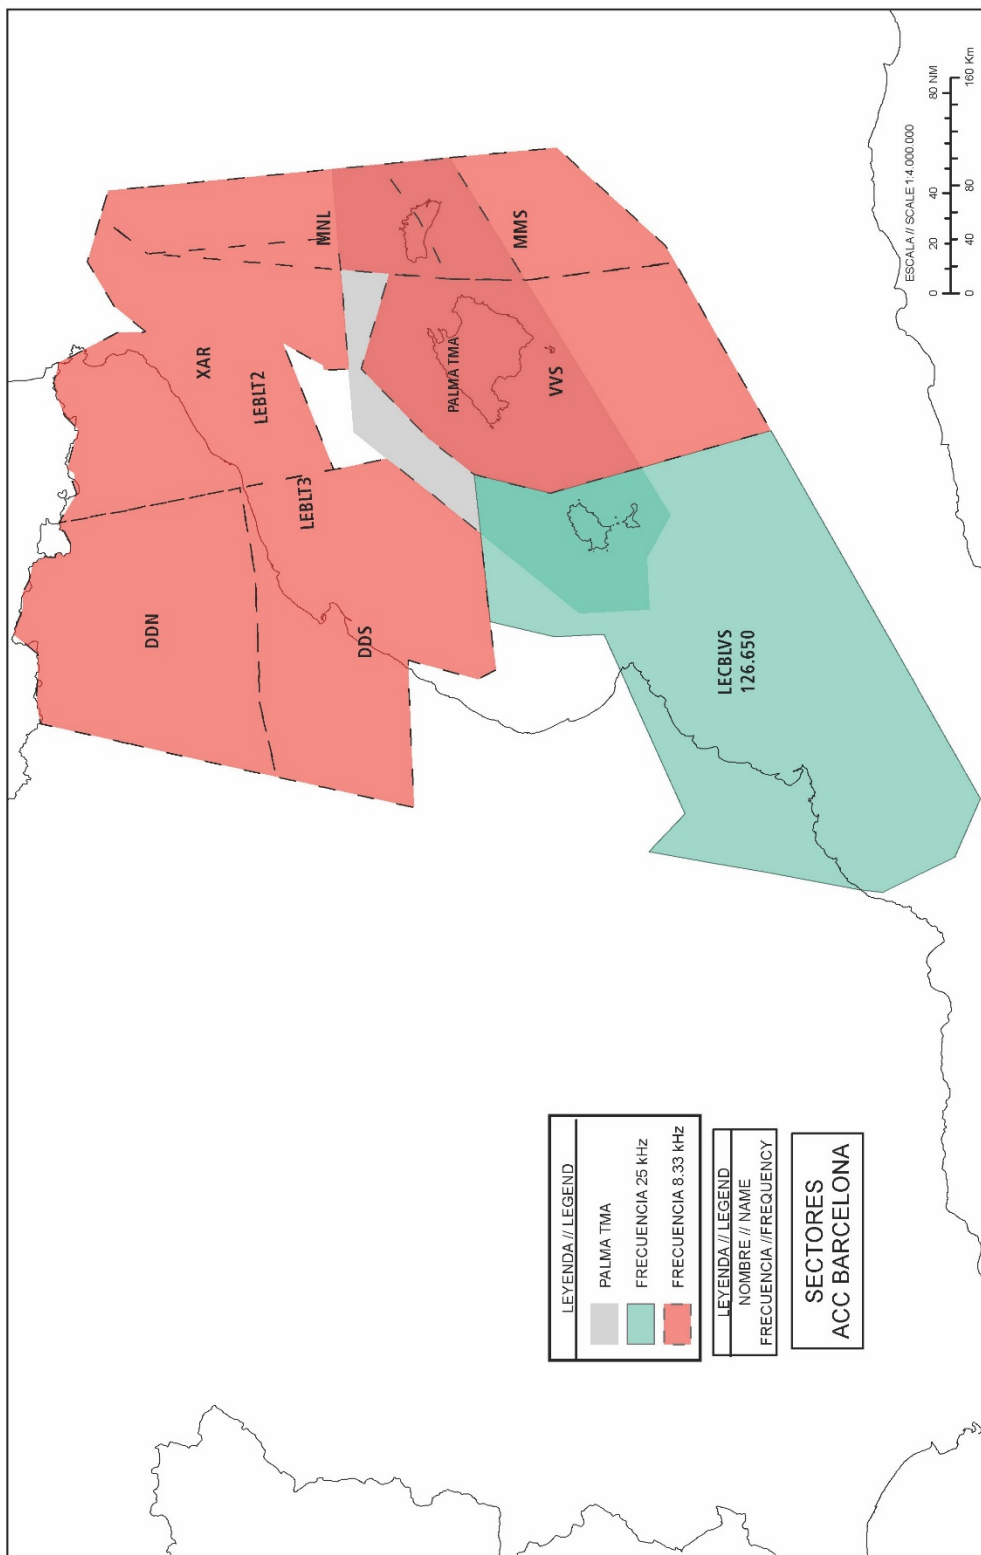 DDN
XAR
LEBLT2
LEBLT3
DDS
MNL
PALMA TMA
VVS
MMS
LECBLVS
126.650
ESCALA // SCALE 1:4.000.000
0 20 40 80 NM
0 40 80 160 Km
LEYENDA // LEGEND
PALMA TMA
FRECUENCIA 25 kHz
FRECUENCIA 8.33 kHz
LEYENDA // LEGEND
NOMBRE // NAME
FRECUENCIA //FREQUENCY
SECTORES
ACC BARCELONA